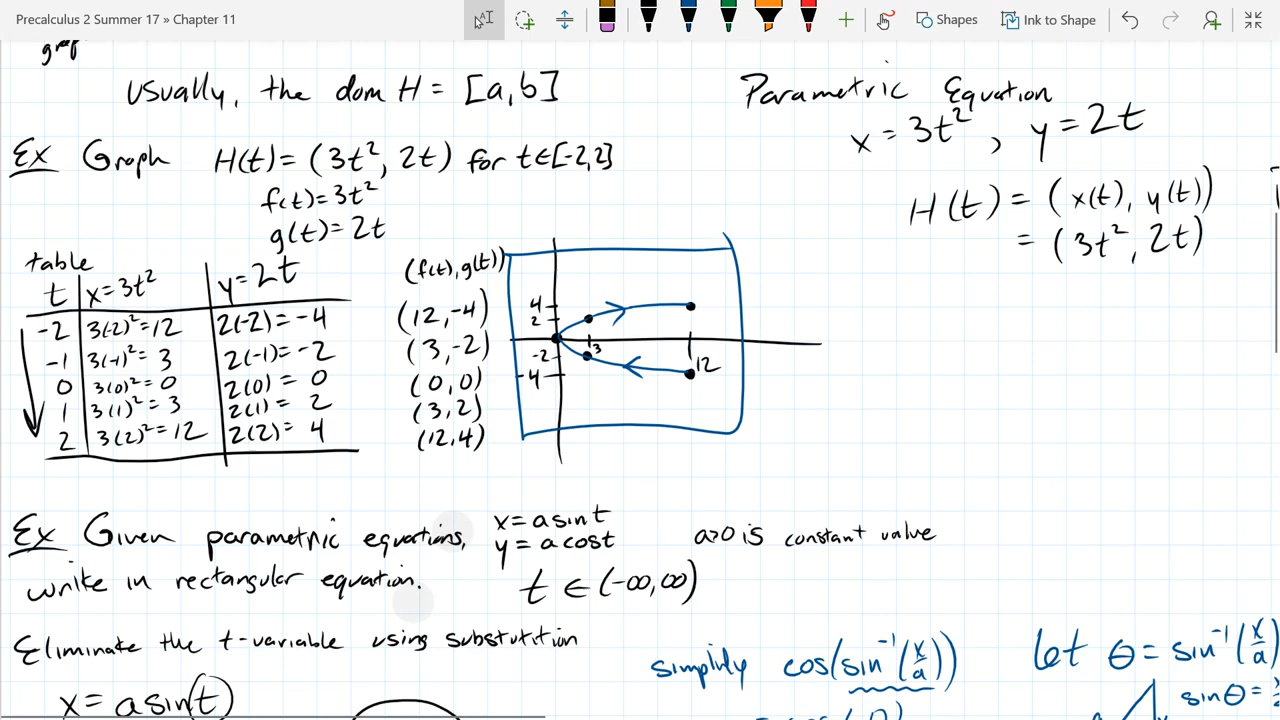 Precalculus 2 Summer 17 » Chapter 11
Shapes
Ink to Shape
Usually, the dom H = [a,b]
Parametric Equation
x = 3t², y = 2t
H(t) = (x(t), y(t))
= (3t², 2t)
Ex Graph H(t) = (3t², 2t) for t∈[-2,2]
f(t) = 3t²
g(t) = 2t
table
t x=3t² y=2t (f(t),g(t))
-2 3(-2)²=12 2(-2)=-4 (12,-4)
-1 3(-1)²=3 2(-1)=-2 (3,-2)
0 3(0)²=0 2(0)=0 (0,0)
1 3(1)²=3 2(1)=2 (3,2)
2 3(2)²=12 2(2)=4 (12,4)
4
2
-2
-4
3
12
Ex Given parametric equations, x=asint
y=acost
a>0 is constant value
write in rectangular equation. t ∈ (-∞,∞)
Eliminate the t-variable using substitution
x = asin(t)
simplify cos(sin⁻¹(x/a))
let θ = sin⁻¹(x/a)
sinθ =